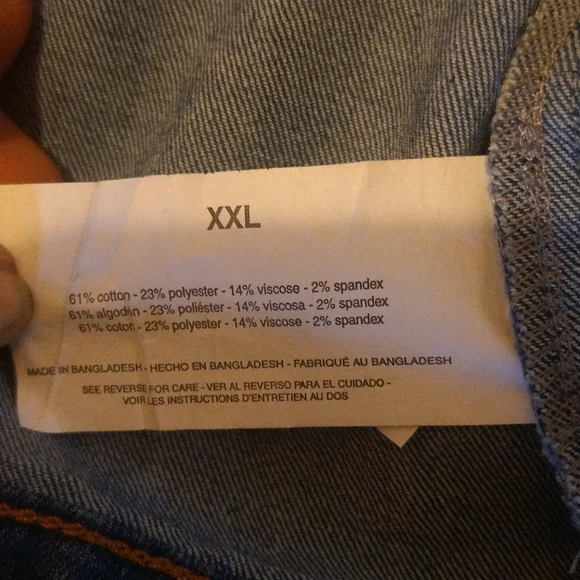 XXL
61% cotton - 23% polyester - 14% viscose - 2% spandex
61% algodón - 23% poliéster - 14% viscosa - 2% spandex
61% coton - 23% polyester - 14% viscose - 2% spandex
MADE IN BANGLADESH - HECHO EN BANGLADESH - FABRIQUÉ AU BANGLADESH
SEE REVERSE FOR CARE - VER AL REVERSO PARA EL CUIDADO -
VOIR LES INSTRUCTIONS D'ENTRETIEN AU DOS